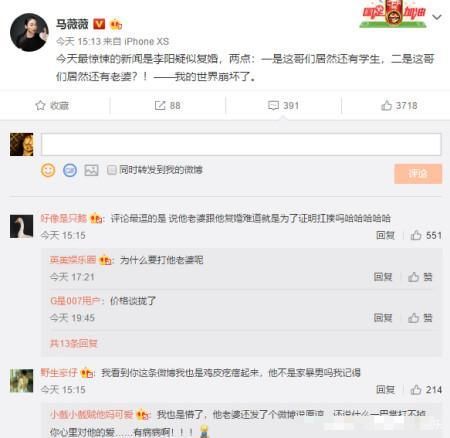 马薇薇
今天 15:13 来自 iPhone XS
今天最惊悚的新闻是李阳疑似复婚，两点：一是这哥们居然还有学生，二是这哥
们居然还有老婆？！——我的世界崩坏了。
收藏
88
391
3718
同时转发到我的微博
评论
好像是只鹅：评论最逗的是 说他老婆跟他复婚难道就是为了证明扛揍吗哈哈哈哈哈
今天 15:15
回复
551
英美娱乐圈：为什么要打他老婆呢
今天 17:21
回复
赞
G是007用户：价格谈拢了
今天 19:45
回复
赞
共13条回复
野生家仔：我看到你这条微博我也是鸡皮疙瘩起来，他不是家暴男吗我记得
今天 15:15
回复
214
小戲小戲贼他妈可爱：我也是懵了，他老婆还发了个微博说原谅，还说什么一巴掌打不掉
你心里对他的爱……有病病啊！！！